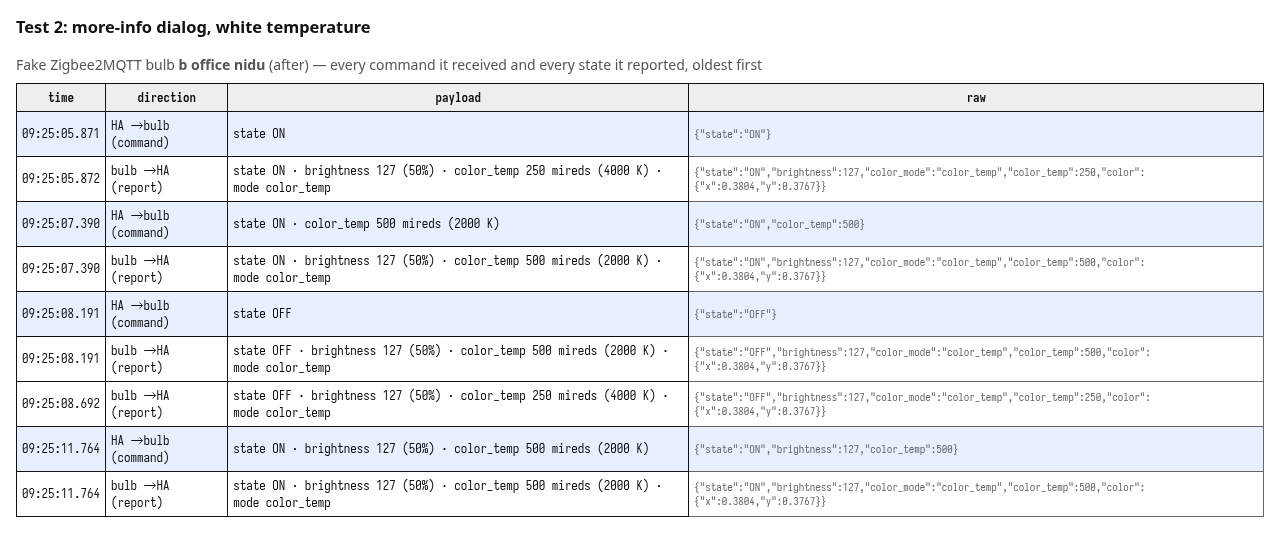 Test 2: more-info dialog, white temperature
Fake Zigbee2MQTT bulb b office nidu (after) — every command it received and every state it reported, oldest first
time direction payload raw
09:25:05.871 HA →bulb (command) state ON {"state":"ON"}
09:25:05.872 bulb →HA (report) state ON · brightness 127 (50%) · color_temp 250 mireds (4000 K) · mode color_temp {"state":"ON","brightness":127,"color_mode":"color_temp","color_temp":250,"color":{"x":0.3804,"y":0.3767}}
09:25:07.390 HA →bulb (command) state ON · color_temp 500 mireds (2000 K) {"state":"ON","color_temp":500}
09:25:07.390 bulb →HA (report) state ON · brightness 127 (50%) · color_temp 500 mireds (2000 K) · mode color_temp {"state":"ON","brightness":127,"color_mode":"color_temp","color_temp":500,"color":{"x":0.3804,"y":0.3767}}
09:25:08.191 HA →bulb (command) state OFF {"state":"OFF"}
09:25:08.191 bulb →HA (report) state OFF · brightness 127 (50%) · color_temp 500 mireds (2000 K) · mode color_temp {"state":"OFF","brightness":127,"color_mode":"color_temp","color_temp":500,"color":{"x":0.3804,"y":0.3767}}
09:25:08.692 bulb →HA (report) state OFF · brightness 127 (50%) · color_temp 250 mireds (4000 K) · mode color_temp {"state":"OFF","brightness":127,"color_mode":"color_temp","color_temp":250,"color":{"x":0.3804,"y":0.3767}}
09:25:11.764 HA →bulb (command) state ON · brightness 127 (50%) · color_temp 500 mireds (2000 K) {"state":"ON","brightness":127,"color_temp":500}
09:25:11.764 bulb →HA (report) state ON · brightness 127 (50%) · color_temp 500 mireds (2000 K) · mode color_temp {"state":"ON","brightness":127,"color_mode":"color_temp","color_temp":500,"color":{"x":0.3804,"y":0.3767}}